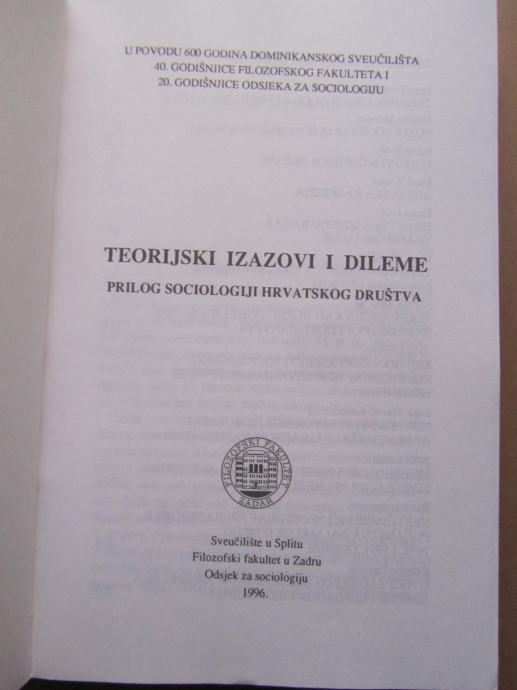 U POVODU 600 GODINA DOMINIKANSKOG SVEUČILIŠTA
40. GODIŠNJICE FILOZOFSKOG FAKULTETA I
20. GODIŠNJICE ODSJEKA ZA SOCIOLOGIJU
TEORIJSKI IZAZOVI I DILEME
PRILOG SOCIOLOGIJI HRVATSKOG DRUŠTVA
FILOZOFSKI FAKULTET
ZADAR
Sveučilište u Splitu
Filozofski fakultet u Zadru
Odsjek za sociologiju
1996.